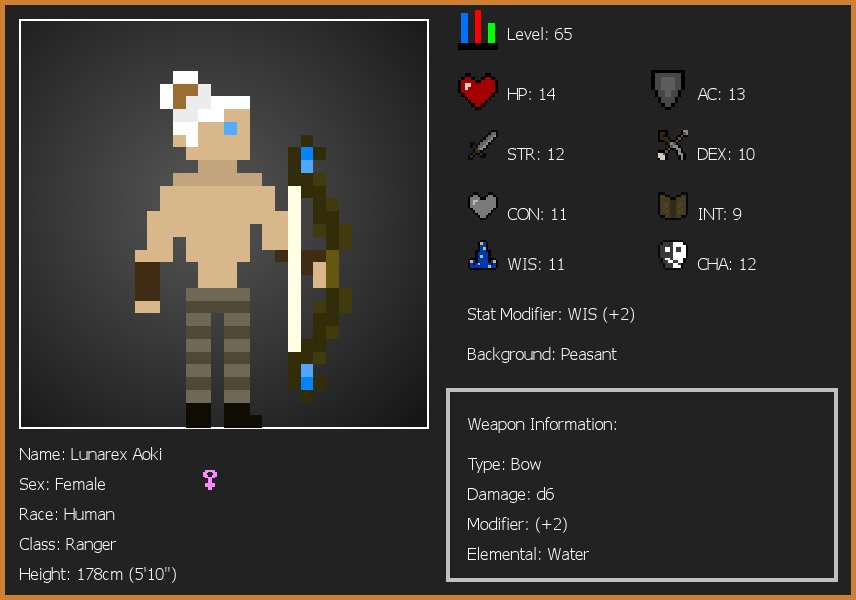 Level: 65
HP: 14
AC: 13
STR: 12
DEX: 10
CON: 11
INT: 9
WIS: 11
CHA: 12
Stat Modifier: WIS (+2)
Background: Peasant
Weapon Information:
Type: Bow
Damage: d6
Modifier: (+2)
Elemental: Water
Name: Lunarex Aoki
Sex: Female
Race: Human
Class: Ranger
Height: 178cm (5'10")